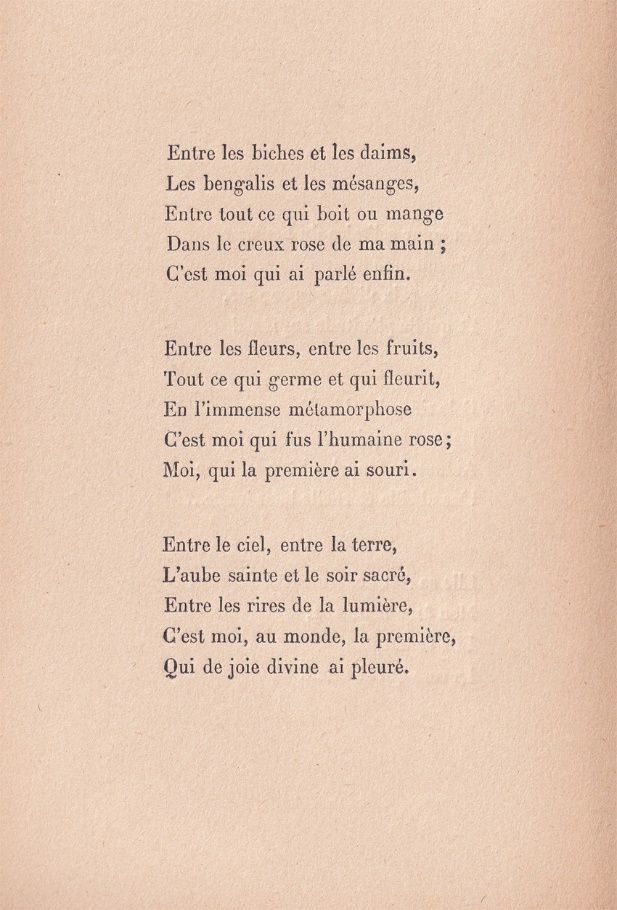 Entre les biches et les daims,
Les bengalis et les mésanges,
Entre tout ce qui boit ou mange
Dans le creux rose de ma main ;
C'est moi qui ai parlé enfin.
Entre les fleurs, entre les fruits,
Tout ce qui germe et qui fleurit,
En l'immense métamorphose
C'est moi qui fus l'humaine rose ;
Moi, qui la première ai souri.
Entre le ciel, entre la terre,
L'aube sainte et le soir sacré,
Entre les rires de la lumière,
C'est moi, au monde, la première,
Qui de joie divine ai pleuré.